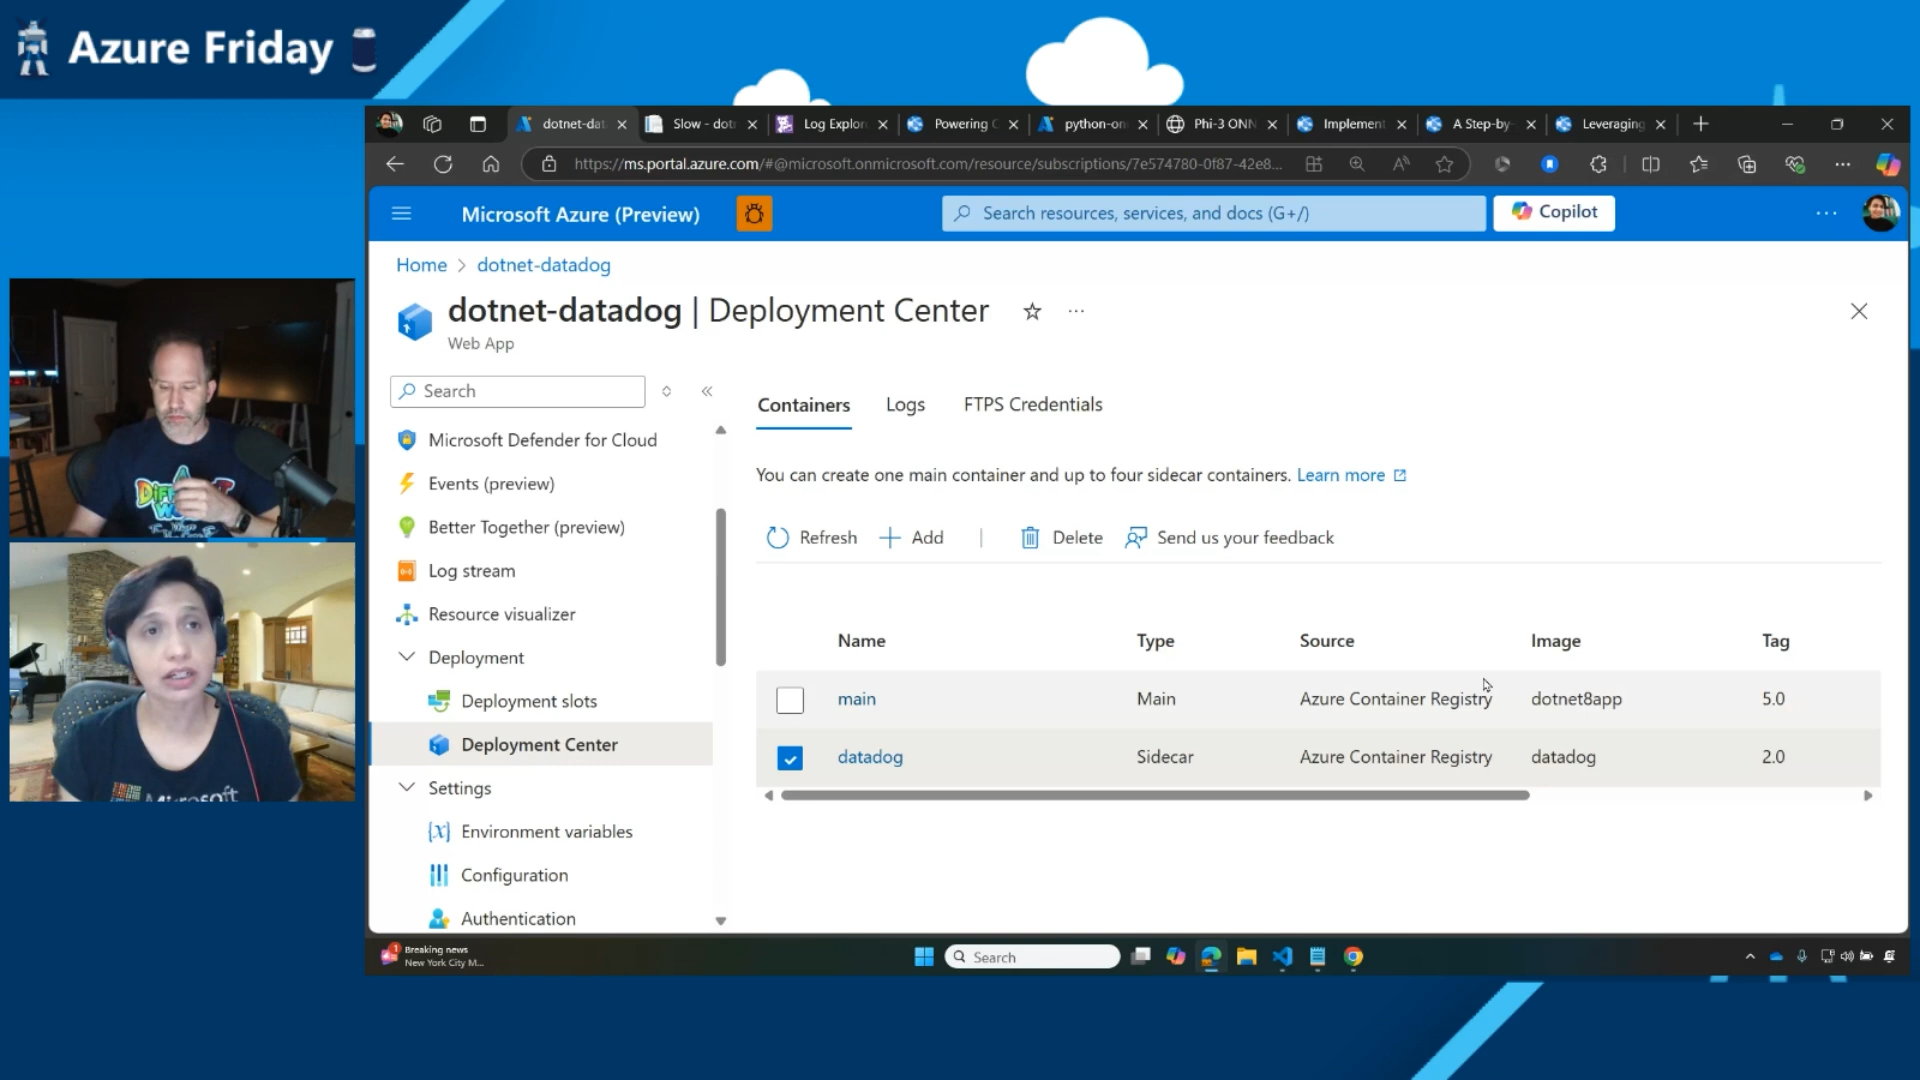 Azure Friday
dotnet-dat
Slow - dot
Log Explor
Powering C
python-on
Phi-3 ONN
Implement
A Step-by-
Leveraging
https://ms.portal.azure.com/#@microsoft.onmicrosoft.com/resource/subscriptions/7e574780-0f87-42e8...
Microsoft Azure (Preview)
Search resources, services, and docs (G+/)
Copilot
Home > dotnet-datadog
dotnet-datadog | Deployment Center
Web App
Search
Microsoft Defender for Cloud
Events (preview)
Better Together (preview)
Log stream
Resource visualizer
Deployment
Deployment slots
Deployment Center
Settings
Environment variables
Configuration
Authentication
Containers Logs FTPS Credentials
You can create one main container and up to four sidecar containers. Learn more
Refresh Add | Delete Send us your feedback
Name Type Source Image Tag
main Main Azure Container Registry dotnet8app 5.0
datadog Sidecar Azure Container Registry datadog 2.0
Microsoft
1
Breaking news
New York City M...
Search